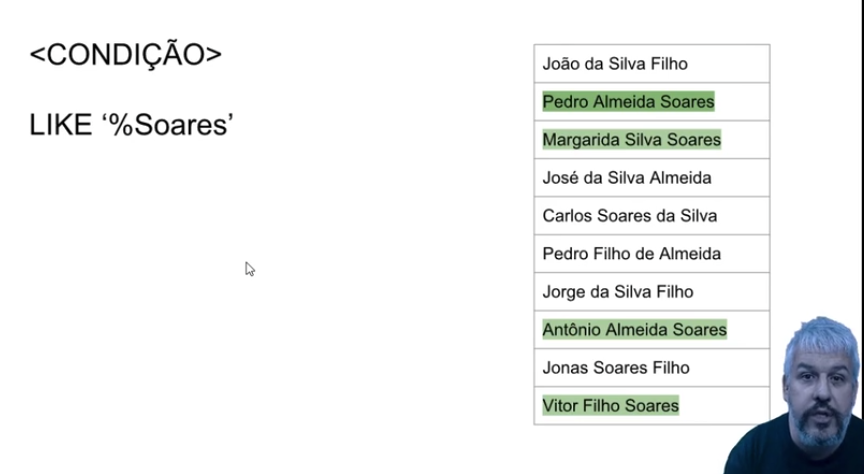 <CONDIÇÃO>
LIKE ‘%Soares’
João da Silva Filho
Pedro Almeida Soares
Margarida Silva Soares
José da Silva Almeida
Carlos Soares da Silva
Pedro Filho de Almeida
Jorge da Silva Filho
Antônio Almeida Soares
Jonas Soares Filho
Vitor Filho Soares